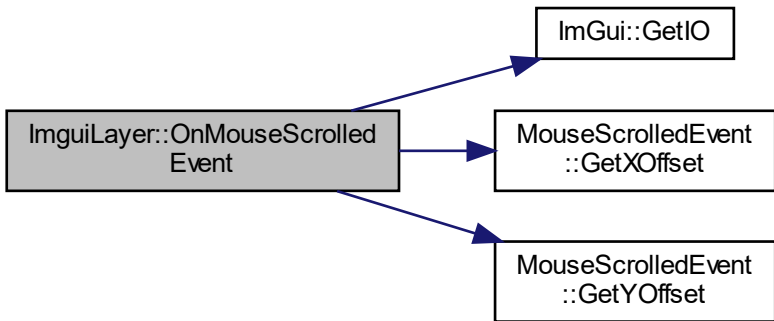 ImGui::GetIO
ImguiLayer::OnMouseScrolled
Event
MouseScrolledEvent
::GetXOffset
MouseScrolledEvent
::GetYOffset